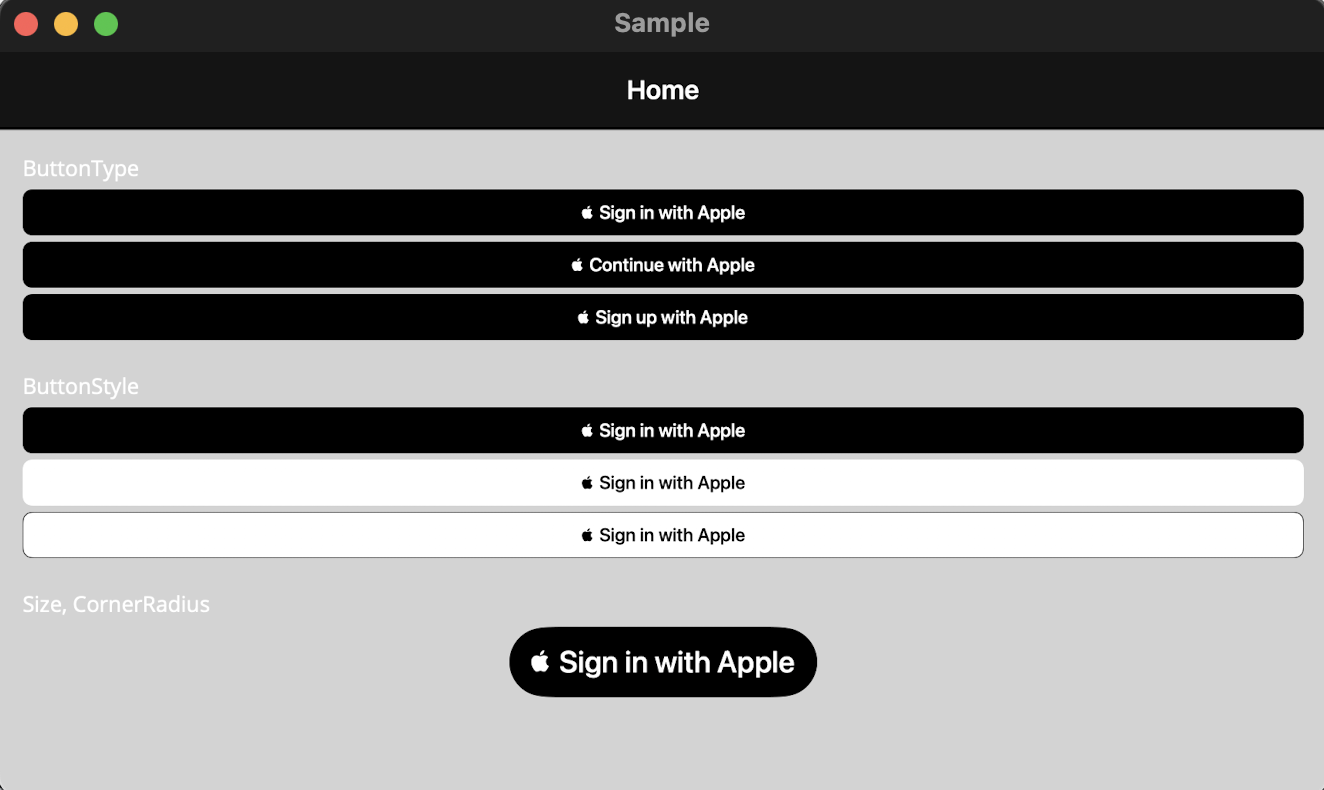 Sample
Home
ButtonType
Sign in with Apple
Continue with Apple
Sign up with Apple
ButtonStyle
Sign in with Apple
Sign in with Apple
Sign in with Apple
Size, CornerRadius
Sign in with Apple